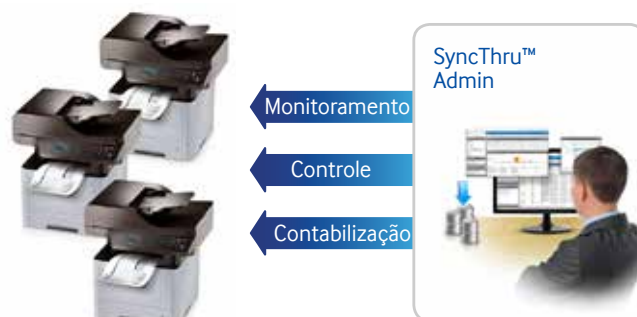 SyncThru™
Admin
Monitoramento
Controle
Contabilização